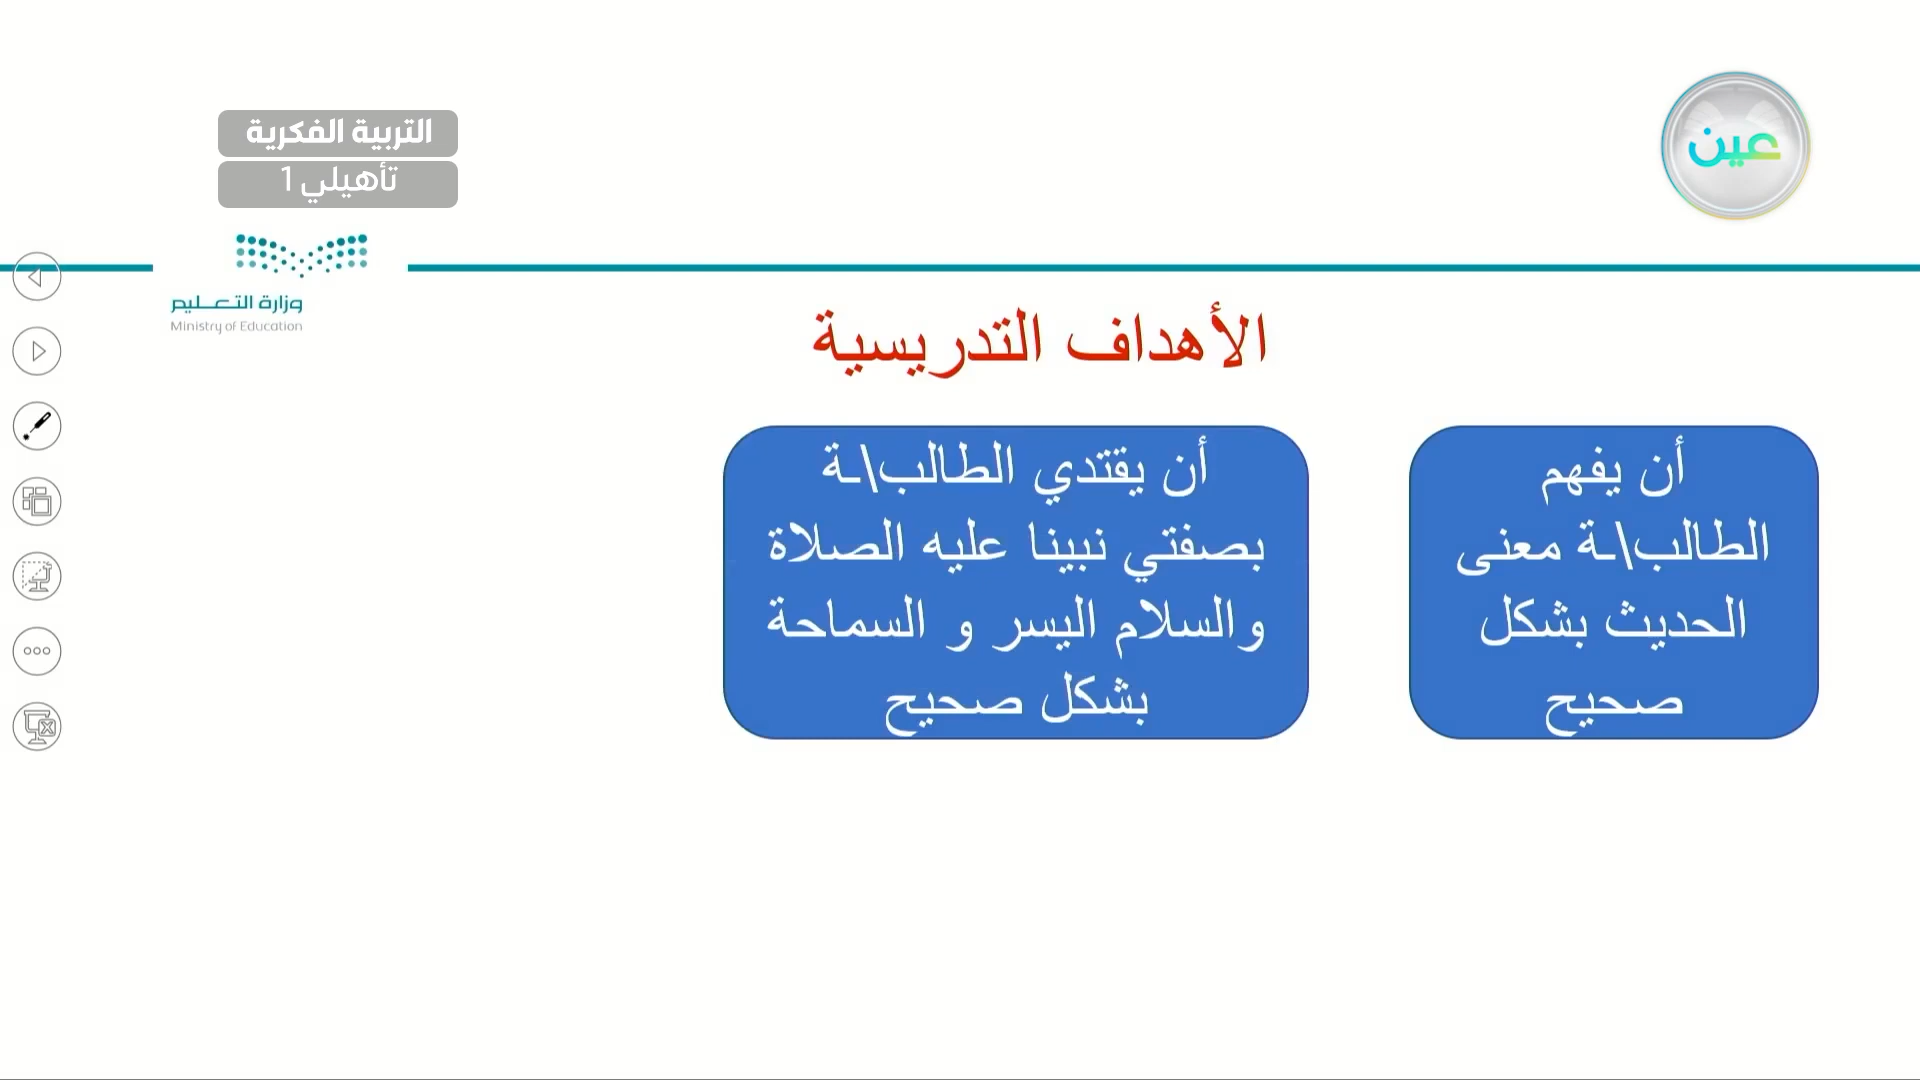 عين
التربية الفكرية
تأهيلي 1
وزارة التعليم
Ministry of Education
الأهداف التدريسية
أن يفهم
الطالب\ـة معنى
الحديث بشكل
صحيح
أن يقتدي الطالب\ـة
بصفتي نبينا عليه الصلاة
والسلام اليسر و السماحة
بشكل صحيح